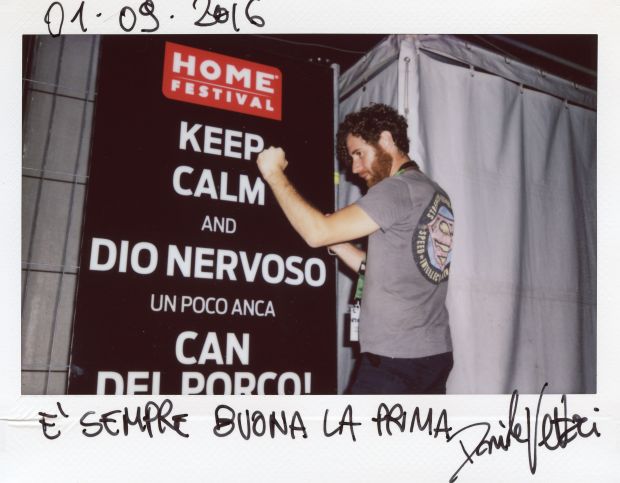 01.09.2016
HOME
FESTIVAL
KEEP
CALM
AND
DIO NERVOSO
UN POCO ANCA
CAN
DEL PORCO!
E' SEMPRE BUONA LA PRIMA